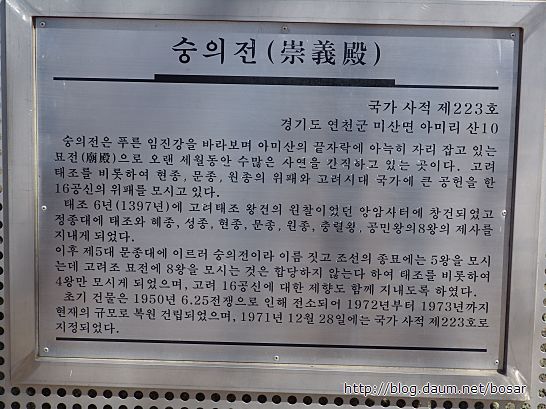 숭의전(崇義殿)
국가 사적 제223호
경기도 연천군 미산면 아미리 산10
숭의전은 푸른 임진강을 바라보며 아미산의 끝자락에 아늑히 자리 잡고 있는
묘전(廟殿)으로 오랜 세월동안 수많은 사연을 간직하고 있는 곳이다. 고려
태조를 비롯하여 현종, 문종, 원종의 위패와 고려시대 국가에 큰 공헌을 한
16공신의 위패를 모시고 있다.
태조 6년(1397년)에 고려태조 왕건의 원찰이었던 앙암사터에 창건되었고
정종대에 태조와 혜종, 성종, 현종, 문종, 원종, 충렬왕, 공민왕의8왕의 제사를
지내게 되었다.
이후 제5대 문종대에 이르러 숭의전이라 이름 짓고 조선의 종묘에는 5왕을 모시
는데 고려조 묘전에 8왕을 모시는 것은 합당하지 않는다 하여 태조를 비롯하여
4왕만 모시게 되었으며, 고려 16공신에 대한 제향도 함께 지내도록 하였다.
초기 건물은 1950년 6.25전쟁으로 인해 전소되어 1972년부터 1973년까지
현재의 규모로 복원 건립되었으며, 1971년 12월 28일에는 국가 사적 제223호로
지정되었다.
http://blog.daum.net/bosar